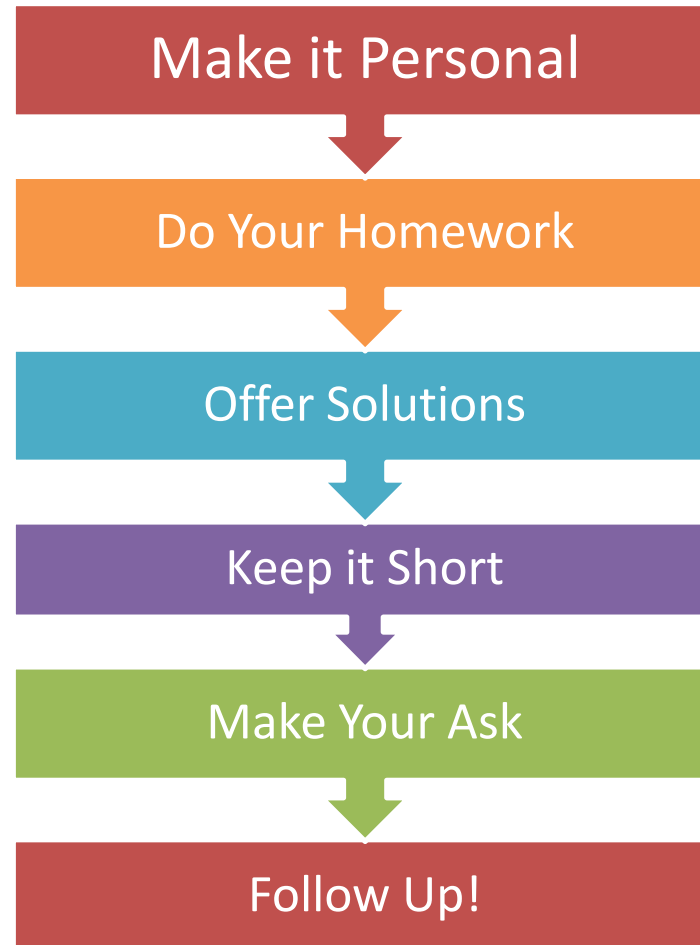 Make it Personal
Do Your Homework
Offer Solutions
Keep it Short
Make Your Ask
Follow Up!